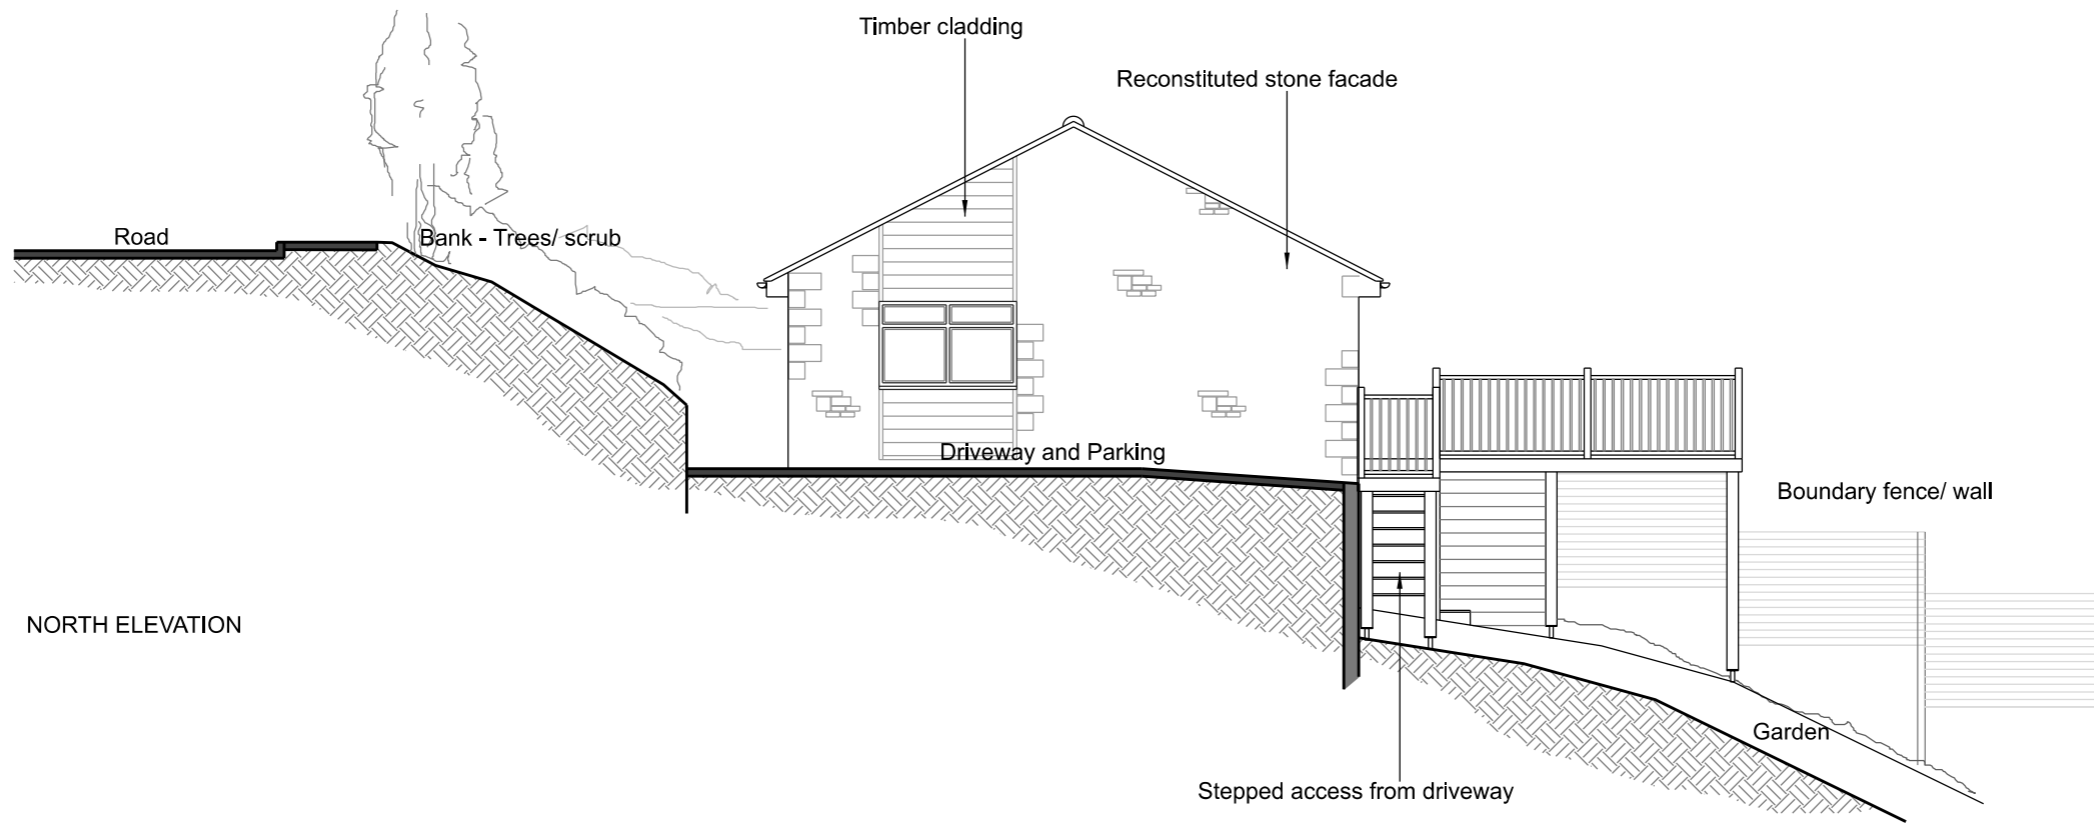 Timber cladding
Reconstituted stone facade
Road
Bank - Trees/ scrub
Driveway and Parking
Boundary fence/ wall
NORTH ELEVATION
Garden
Stepped access from driveway